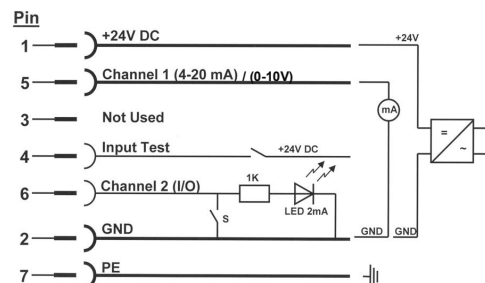 Pin
1 +24V DC +24V
5 Channel 1 (4-20 mA) / (0-10V)
mA
3 Not Used
= ~
4 Input Test +24V DC
6 Channel 2 (I/O) 1K
S LED 2mA
2 GND GND GND
7 PE